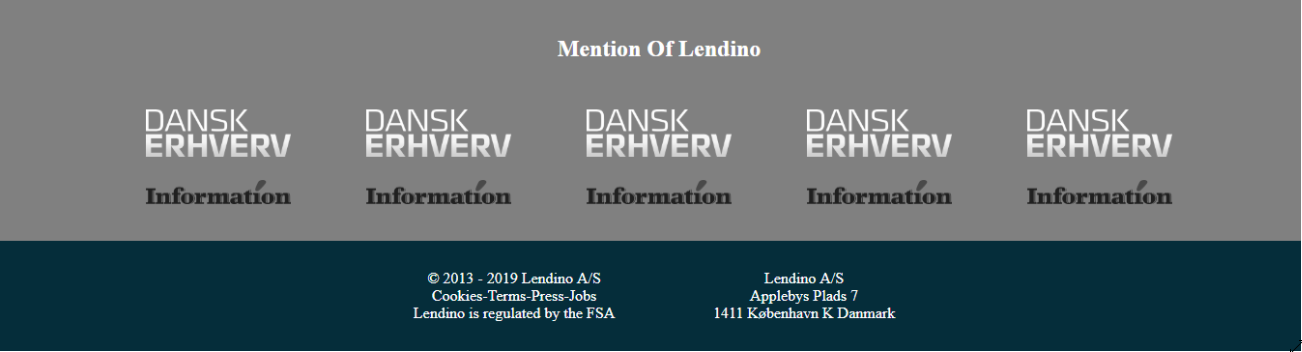 Mention Of Lendino
DANSK ERHVERV DANSK ERHVERV DANSK ERHVERV DANSK ERHVERV DANSK ERHVERV
Information Information Information Information Information
© 2013 - 2019 Lendino A/S
Cookies-Terms-Press-Jobs
Lendino is regulated by the FSA
Lendino A/S
Applebys Plads 7
1411 København K Danmark